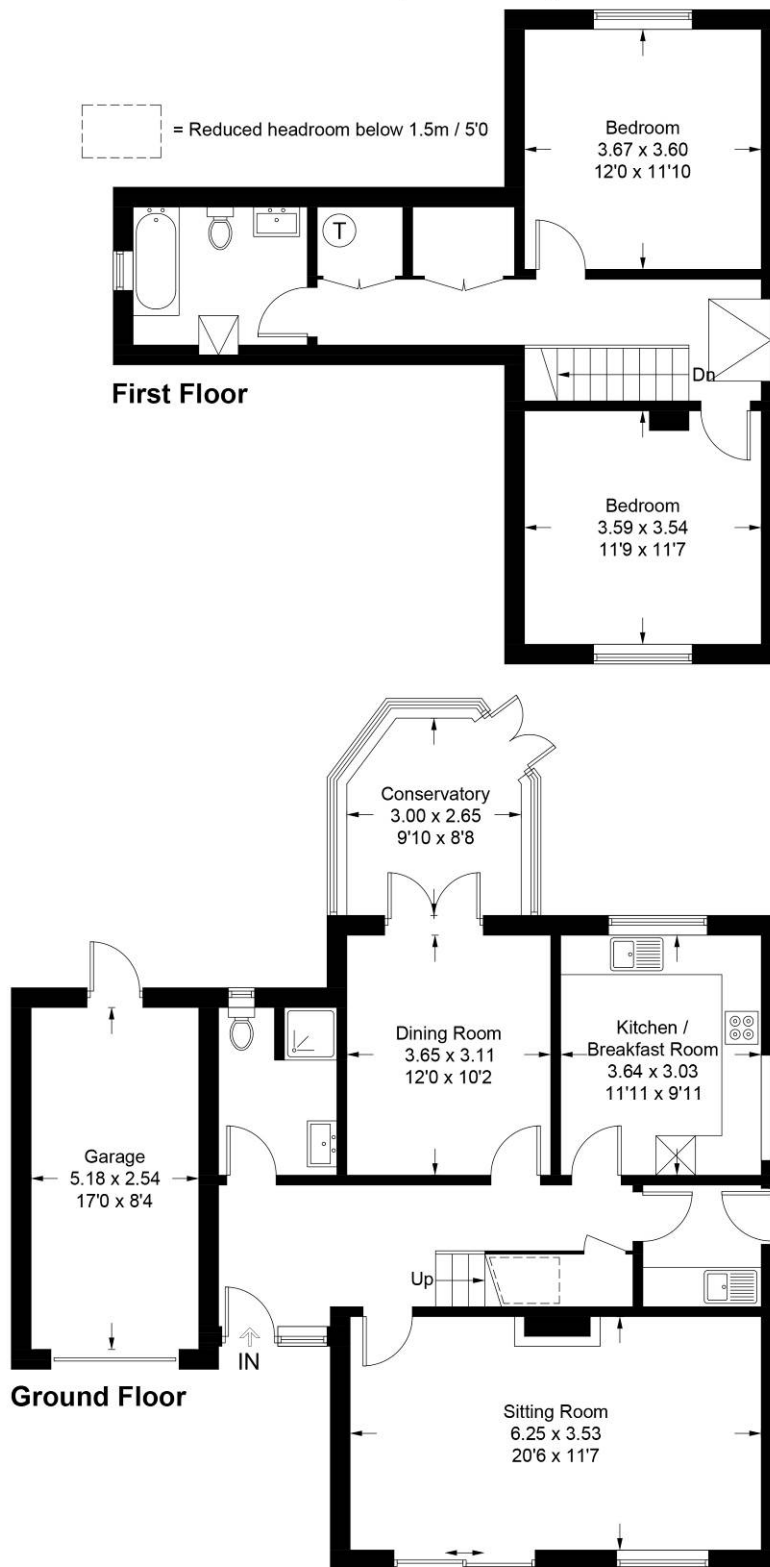 = Reduced headroom below 1.5m / 5'0
Bedroom
3.67 x 3.60
12'0 x 11'10
T
First Floor
Dn
Bedroom
3.59 x 3.54
11'9 x 11'7
Conservatory
3.00 x 2.65
9'10 x 8'8
Dining Room
3.65 x 3.11
12'0 x 10'2
Kitchen /
Breakfast Room
3.64 x 3.03
11'11 x 9'11
Garage
5.18 x 2.54
17'0 x 8'4
Up
IN
Ground Floor
Sitting Room
6.25 x 3.53
20'6 x 11'7